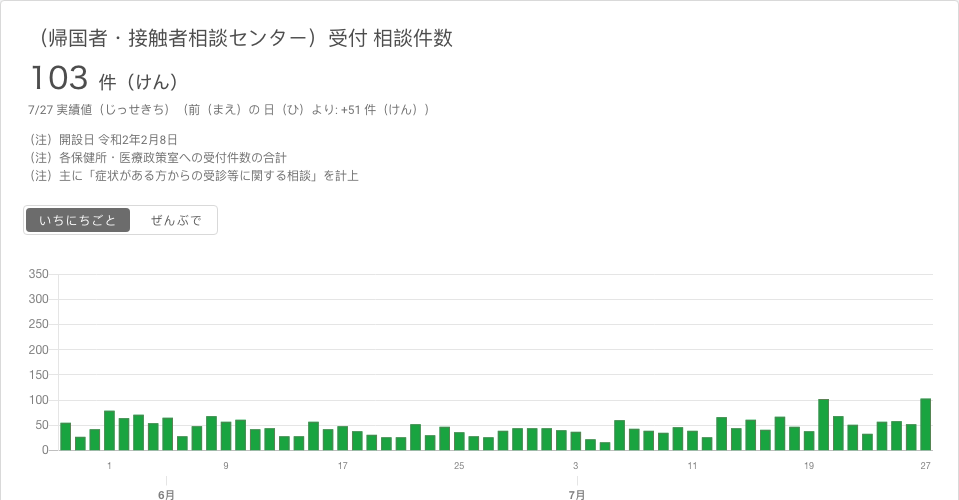 （帰国者・接触者相談センター）受付 相談件数
103 件（けん）
7/27 実績値（じっせきち）（前（まえ）の 日（ひ）より: +51 件（けん））
（注）開設日 令和2年2月8日
（注）各保健所・医療政策室への受付件数の合計
（注）主に「症状がある方からの受診等に関する相談」を計上
いちにちごと ぜんぶで
350
300
250
200
150
100
50
0
1 9 17 25 3 11 19 27
6月 7月